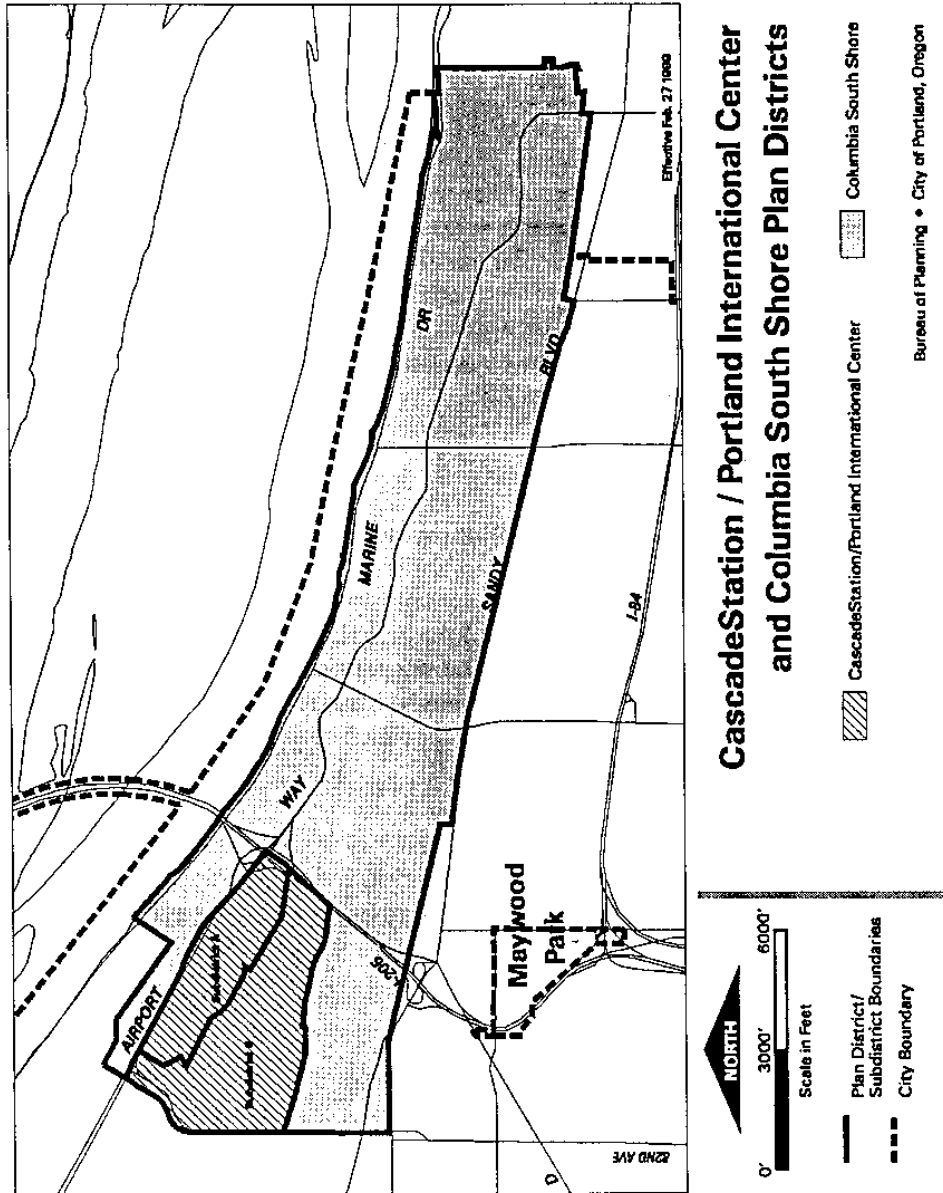 AIRPORT
WAY
MARINE
DR
SANDY
BLVD
I-205
I-84
Maywood
Park
82ND AVE
Effective Feb. 27 1999
CascadeStation / Portland International Center
and Columbia South Shore Plan Districts
NORTH
0' 3000' 6000'
Scale in Feet
Plan District/
Subdistrict Boundaries
City Boundary
CascadeStation/Portland International Center
Columbia South Shore
Bureau of Planning • City of Portland, Oregon